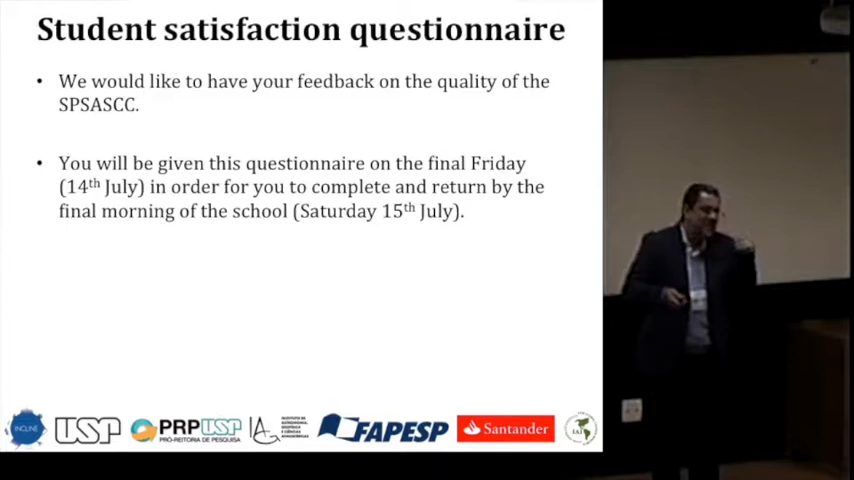 Student satisfaction questionnaire
• We would like to have your feedback on the quality of the
SPSASCC.
• You will be given this questionnaire on the final Friday
(14th July) in order for you to complete and return by the
final morning of the school (Saturday 15th July).
INCLINE
USP
PRPUSP
PRÓ-REITORIA DE PESQUISA
IAG
INSTITUTO DE
ASTRONOMIA,
GEOFÍSICA
E CIÊNCIAS
ATMOSFÉRICAS
FAPESP
Santander
IAI